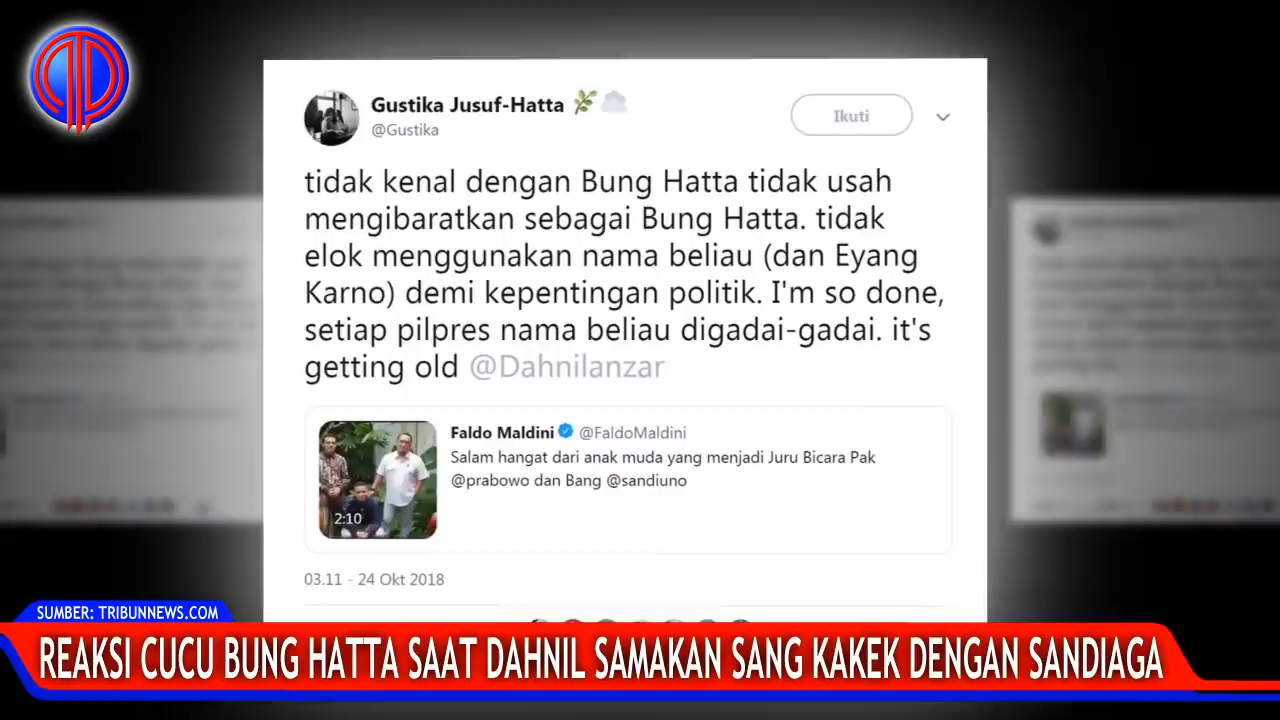 Gustika Jusuf-Hatta
@Gustika
Ikuti
tidak kenal dengan Bung Hatta tidak usah
mengibaratkan sebagai Bung Hatta. tidak
elok menggunakan nama beliau (dan Eyang
Karno) demi kepentingan politik. I'm so done,
setiap pilpres nama beliau digadai-gadai. it's
getting old @Dahnilanzar
Faldo Maldini @FaldoMaldini
Salam hangat dari anak muda yang menjadi Juru Bicara Pak
@prabowo dan Bang @sandiuno
2:10
03.11 - 24 Okt 2018
SUMBER: TRIBUNNEWS.COM
REAKSI CUCU BUNG HATTA SAAT DAHNIL SAMAKAN SANG KAKEK DENGAN SANDIAGA